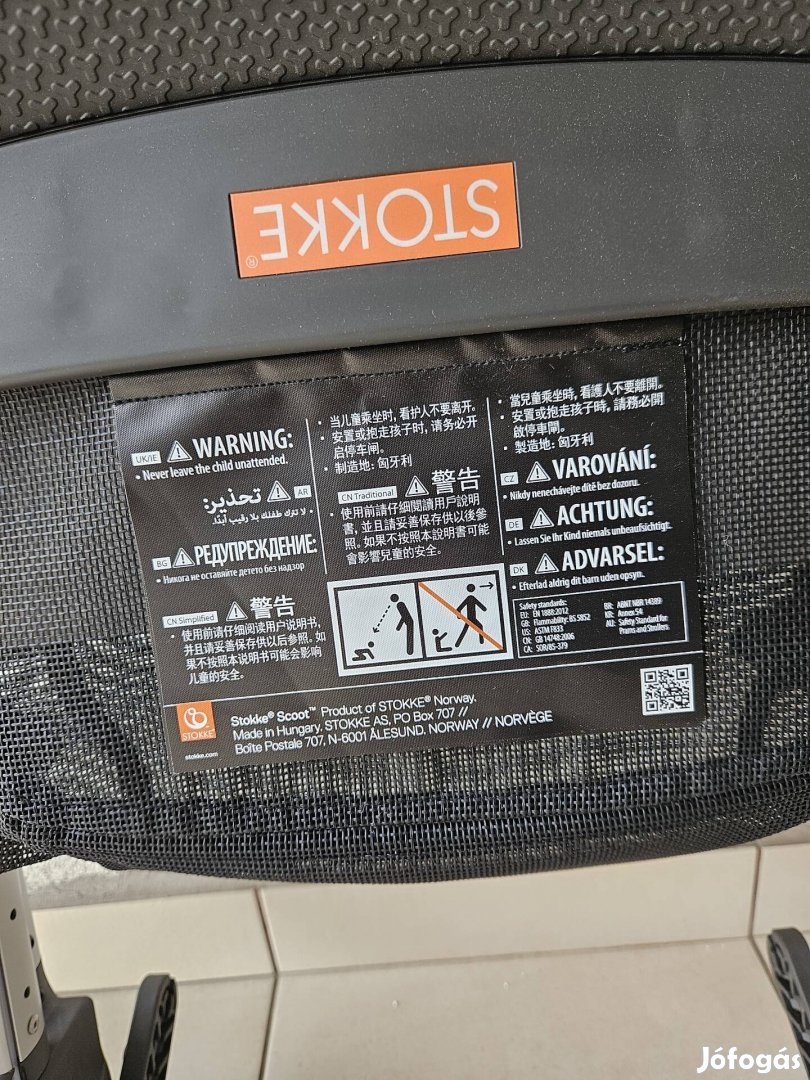 STOKKE®
UK/IE WARNING:
• Never leave the child unattended.
AR تحذير:
• لا تترك طفلك بلا رقيب أبدًا.
BG РЕДУПРЕЖДЕНИЕ:
• Никога не оставяйте детето без надзор
CN Simplified 警告
• 使用前请仔细阅读用户说明书,
并且请妥善保存供以后参照。如
果不按照本说明书可能会影响
儿童的安全。
• 当儿童乘坐时, 看护人不要离开。
• 安置或抱走孩子时, 请务必开
启停车闸。
• 制造地: 匈牙利
CN Traditional 警告
• 使用前請仔細閱讀用戶說明
書, 並且請妥善保存供以後參
照。如果不按照本說明書可能
會影響兒童的安全。
• 當兒童乘坐時, 看護人不要離開。
• 安置或抱走孩子時, 請務必開
啟停車閘。
• 製造地: 匈牙利
CZ VAROVÁNÍ:
• Nikdy nenechávejte dítě bez dozoru.
DE ACHTUNG:
• Lassen Sie Ihr Kind niemals unbeaufsichtigt.
DK ADVARSEL:
• Efterlad aldrig dit barn uden opsyn.
Safety standards:
EU: EN 1888:2012
GB: Flammability: BS 5852
US: ASTM F833
CN: GB 14748:2006
CA: SOR/85-379
BR: ABNT NBR 14389
KR: Annex 54
AU: Safety Standard for
Prams and Strollers.
STOKKE
stokke.com
Stokke® Scoot™ Product of STOKKE® Norway.
Made in Hungary. STOKKE AS, PO Box 707 //
Boîte Postale 707, N-6001 ÅLESUND, NORWAY // NORVÈGE
Jófogás